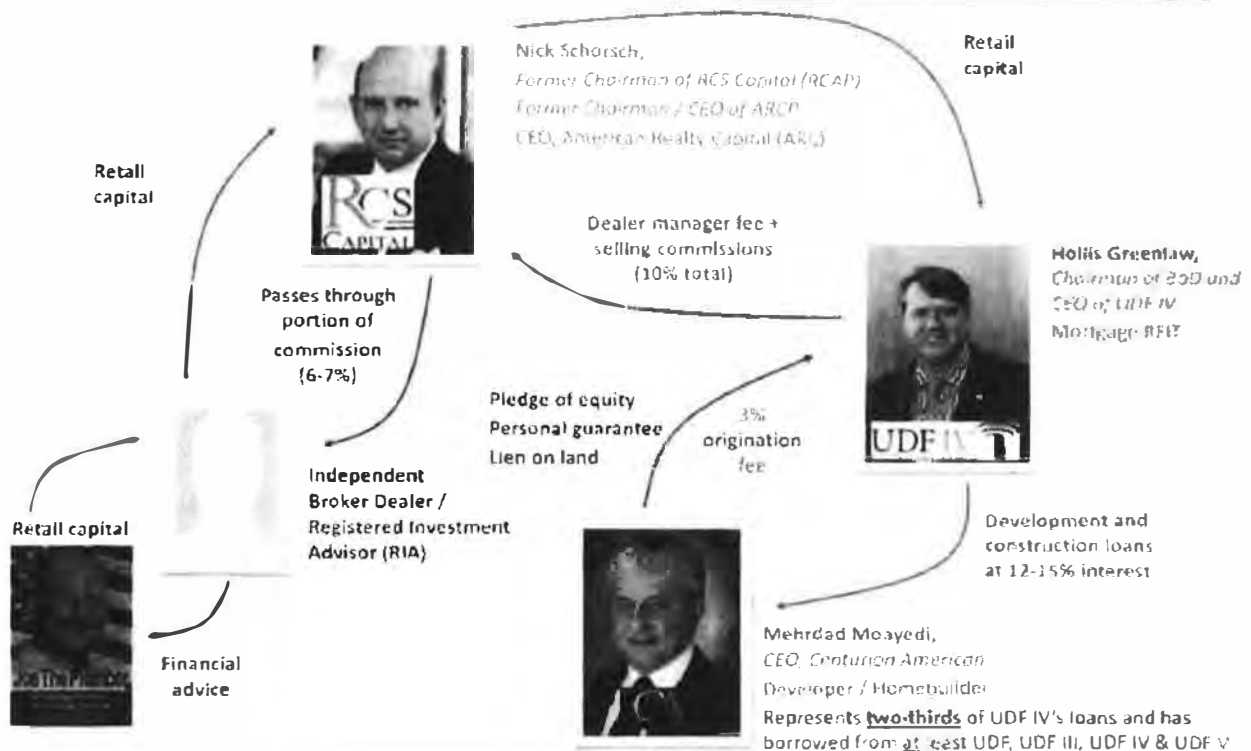 Nick Schorsch,
Former Chairman of RCS Capital (RCAP)
Former Chairman / CEO of ARCP
CEO, American Realty Capital (ARC)
Retail
capital
Retail
capital
RCS
CAPITAL
Dealer manager fee +
selling commissions
(10% total)
Hollis Greenlaw,
Chairman of BoD and
CEO of UDF IV
Mortgage REIT
Passes through
portion of
commission
(6-7%)
Pledge of equity
Personal guarantee
Lien on land
3%
origination
fee
UDF IV
Independent
Broker Dealer /
Registered Investment
Advisor (RIA)
Retail capital
Joe The Plumber
Development and
construction loans
at 12-15% interest
Financial
advice
Mehrdad Moayedi,
CEO, Centurion American
Developer / Homebuilder
Represents two-thirds of UDF IV's loans and has
borrowed from at least UDF, UDF III, UDF IV & UDF V